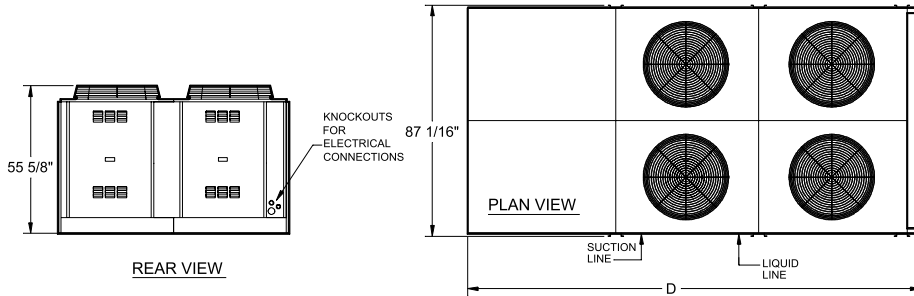 55 5/8"
KNOCKOUTS
FOR
ELECTRICAL
CONNECTIONS
REAR VIEW
87 1/16"
PLAN VIEW
SUCTION
LINE
LIQUID
LINE
D